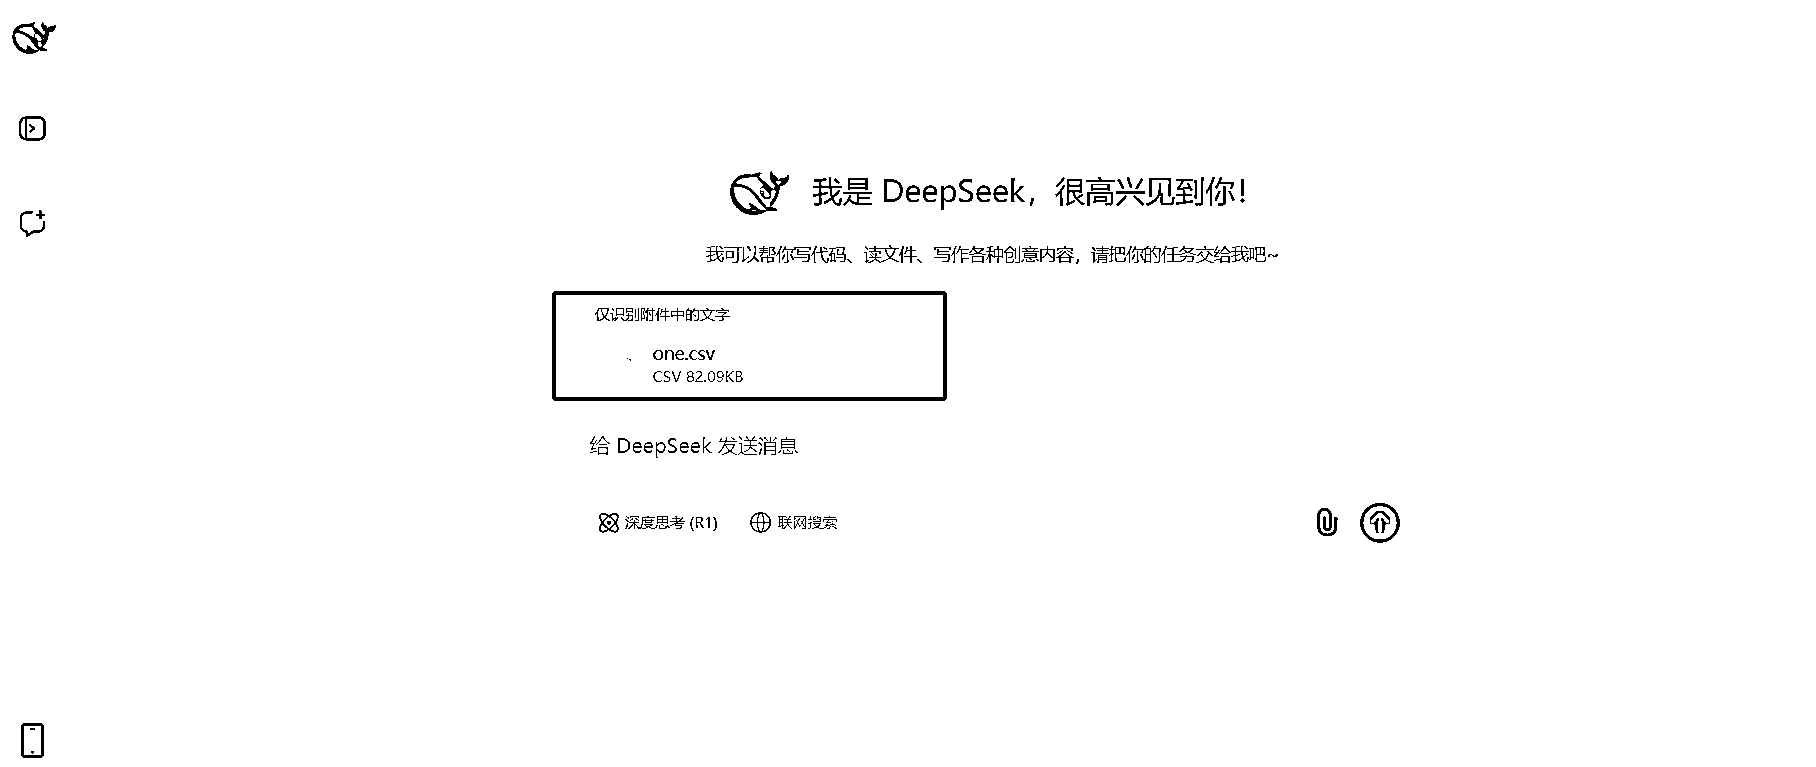 我是 DeepSeek，很高兴见到你！
我可以帮你写代码、读文件、写作各种创意内容，请把你的任务交给我吧~
仅识别附件中的文字
one.csv
CSV 82.09KB
给 DeepSeek 发送消息
深度思考 (R1) 联网搜索